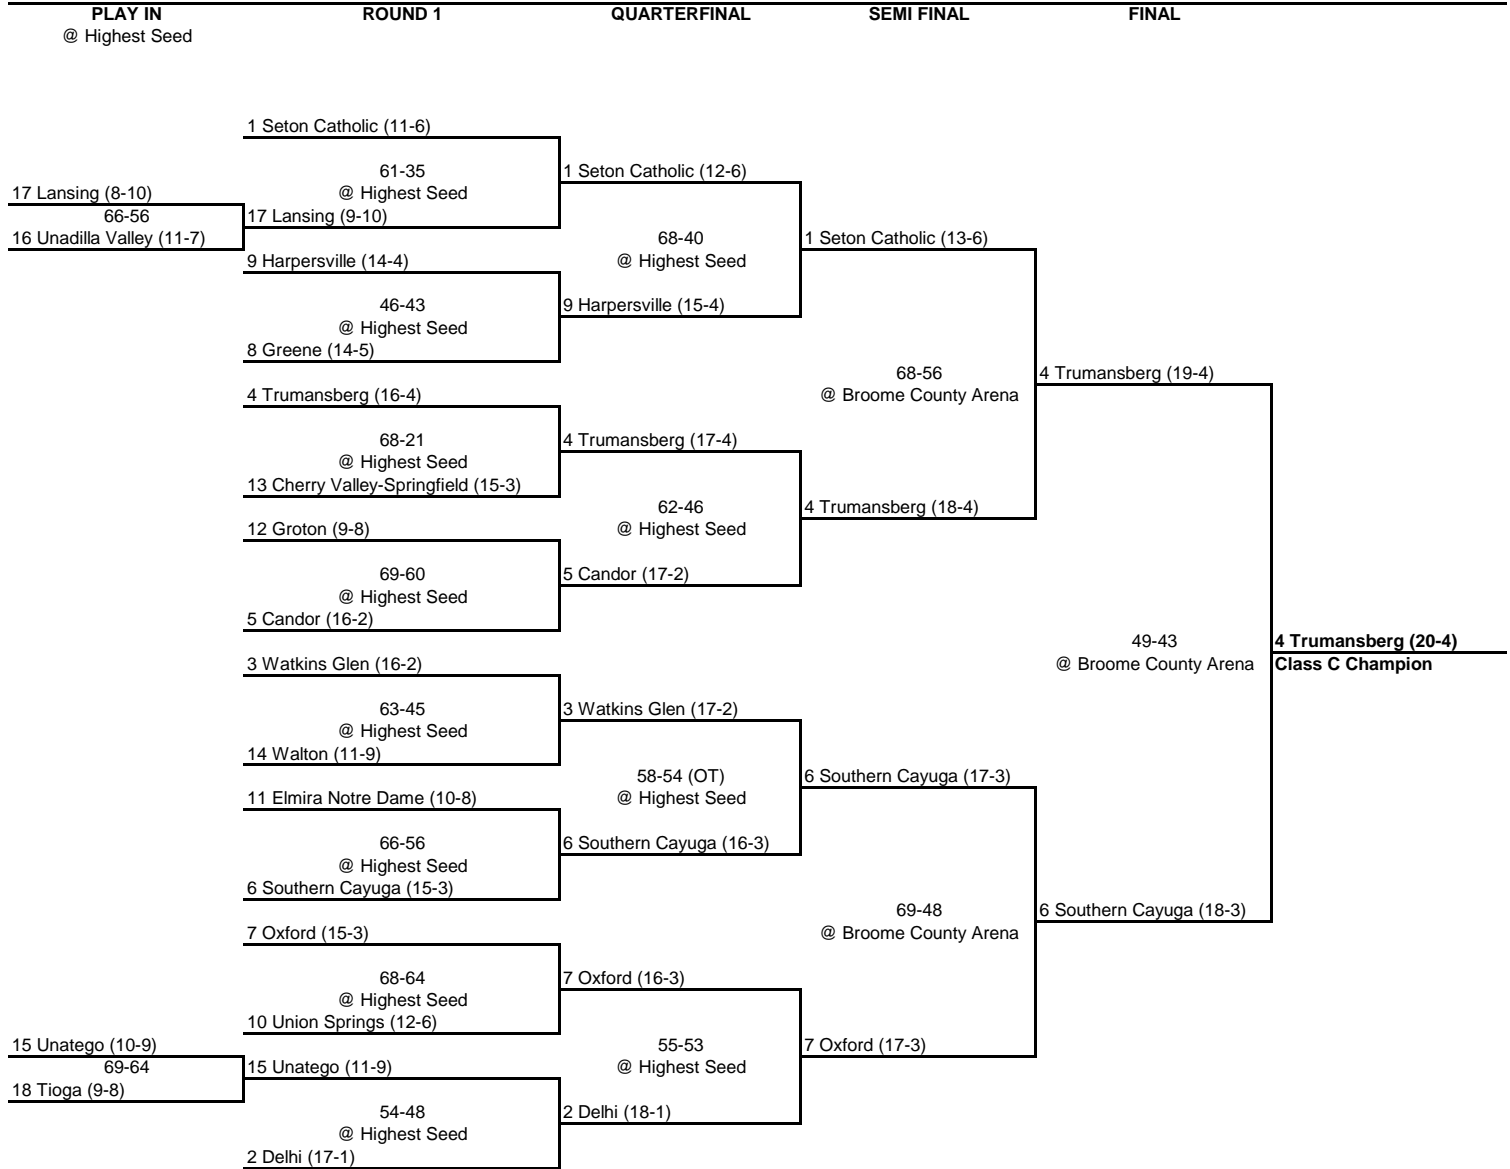 PLAY IN
ROUND 1
QUARTERFINAL
SEMI FINAL
FINAL
@ Highest Seed
1 Seton Catholic (11-6)
61-35
1 Seton Catholic (12-6)
@ Highest Seed
17 Lansing (8-10)
66-56
17 Lansing (9-10)
16 Unadilla Valley (11-7)
68-40
1 Seton Catholic (13-6)
9 Harpersville (14-4)
@ Highest Seed
46-43
9 Harpersville (15-4)
@ Highest Seed
8 Greene (14-5)
68-56
4 Trumansberg (19-4)
4 Trumansberg (16-4)
@ Broome County Arena
68-21
4 Trumansberg (17-4)
@ Highest Seed
13 Cherry Valley-Springfield (15-3)
62-46
4 Trumansberg (18-4)
12 Groton (9-8)
@ Highest Seed
69-60
5 Candor (17-2)
@ Highest Seed
5 Candor (16-2)
49-43
4 Trumansberg (20-4)
3 Watkins Glen (16-2)
@ Broome County Arena
Class C Champion
63-45
3 Watkins Glen (17-2)
@ Highest Seed
14 Walton (11-9)
58-54 (OT)
6 Southern Cayuga (17-3)
11 Elmira Notre Dame (10-8)
@ Highest Seed
66-56
6 Southern Cayuga (16-3)
@ Highest Seed
6 Southern Cayuga (15-3)
69-48
6 Southern Cayuga (18-3)
7 Oxford (15-3)
@ Broome County Arena
68-64
7 Oxford (16-3)
@ Highest Seed
10 Union Springs (12-6)
15 Unatego (10-9)
55-53
7 Oxford (17-3)
69-64
15 Unatego (11-9)
@ Highest Seed
18 Tioga (9-8)
54-48
2 Delhi (18-1)
@ Highest Seed
2 Delhi (17-1)